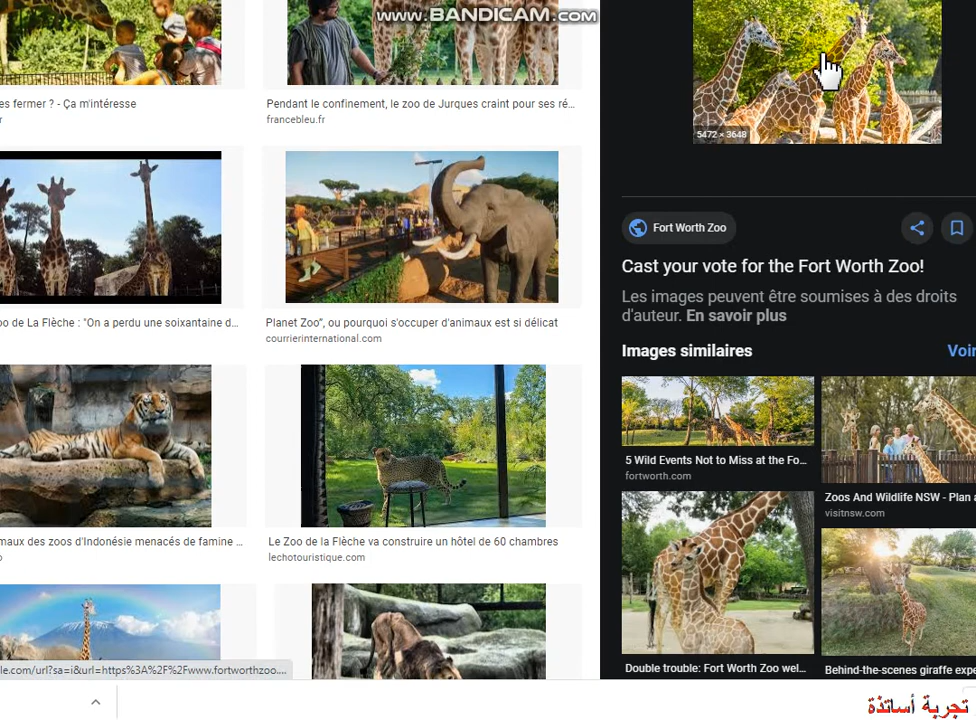 www.BANDICAM.com
es fermer ? - Ça m'intéresse
r
Pendant le confinement, le zoo de Jurques craint pour ses ré...
francebleu.fr
oo de La Flèche : "On a perdu une soixantaine d...
Planet Zoo", ou pourquoi s'occuper d'animaux est si délicat
courrierinternational.com
maux des zoos d'Indonésie menacés de famine ...
o
Le Zoo de la Flèche va construire un hôtel de 60 chambres
lechotouristique.com
le.com/url?sa=i&url=https%3A%2F%2Fwww.fortworthzoo....
5472 × 3648
Fort Worth Zoo
Cast your vote for the Fort Worth Zoo!
Les images peuvent être soumises à des droits
d'auteur. En savoir plus
Images similaires
Voir
5 Wild Events Not to Miss at the Fo...
fortworth.com
Zoos And Wildlife NSW - Plan a
visitnsw.com
Double trouble: Fort Worth Zoo wel...
Behind-the-scenes giraffe expe
تجربة أساتذة